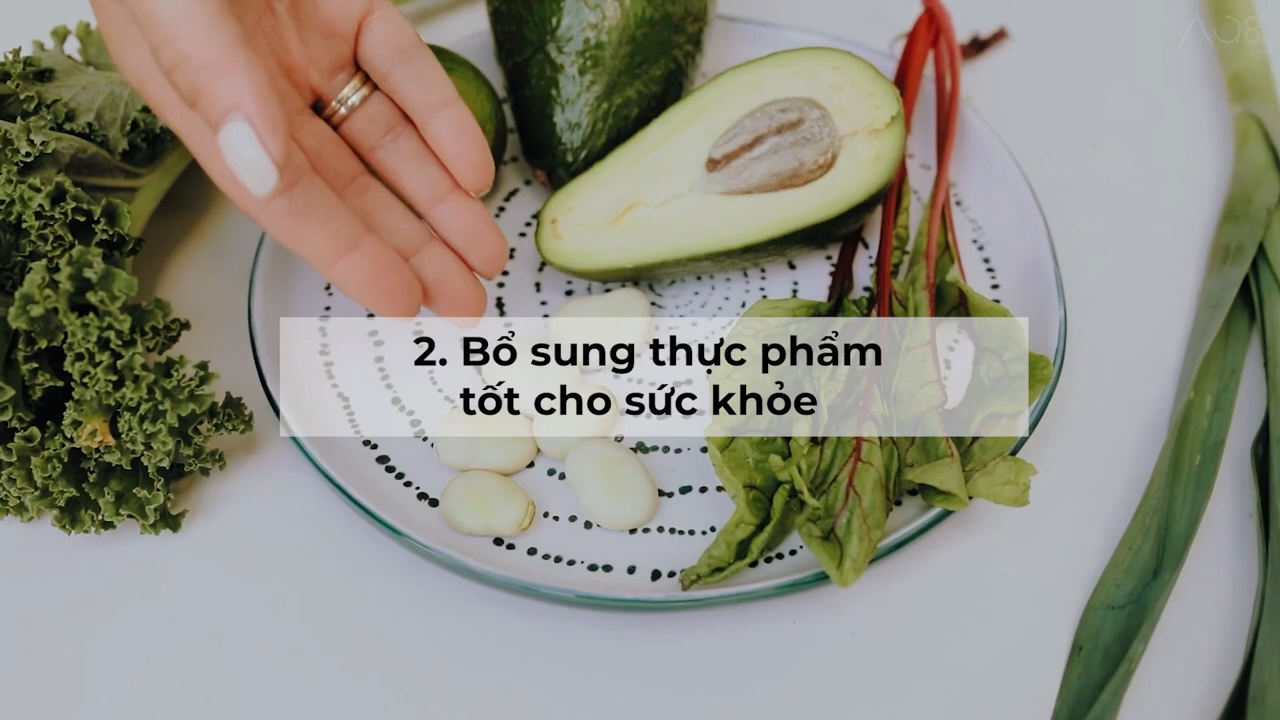 2. Bổ sung thực phẩm
tốt cho sức khỏe